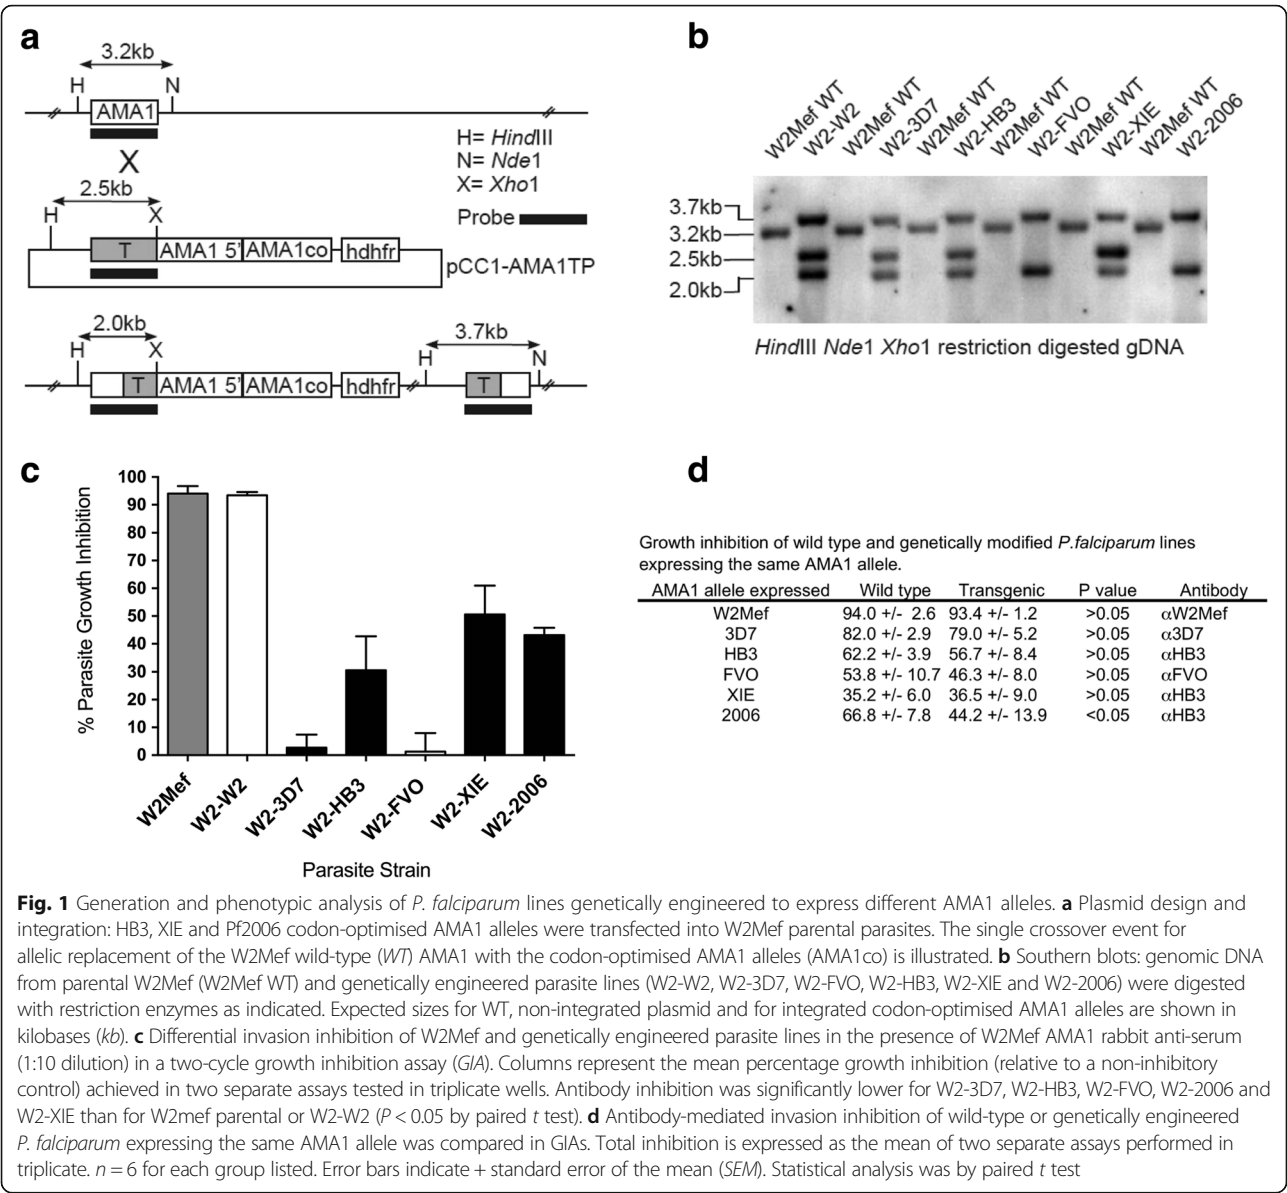 a
3.2kb
H
N
AMA1
X
2.5kb
H
X
T
AMA1 5'
AMA1co
hdhfr
pCC1-AMA1TP
H= HindIII
N= Nde1
X= Xho1
Probe
2.0kb
H
X
3.7kb
H
N
T
AMA1 5'
AMA1co
hdhfr
T
b
W2Mef WT
W2-W2
W2Mef WT
W2-3D7
W2Mef WT
W2-HB3
W2Mef WT
W2-FVO
W2Mef WT
W2-XIE
W2Mef WT
W2-2006
3.7kb
3.2kb
2.5kb
2.0kb
HindIII Nde1 Xho1 restriction digested gDNA
c
% Parasite Growth Inhibition
100
90
80
70
60
50
40
30
20
10
0
W2Mef
W2-W2
W2-3D7
W2-HB3
W2-FVO
W2-XIE
W2-2006
Parasite Strain
d
Growth inhibition of wild type and genetically modified P.falciparum lines
expressing the same AMA1 allele.
AMA1 allele expressed Wild type Transgenic P value Antibody
W2Mef 94.0 +/- 2.6 93.4 +/- 1.2 >0.05 αW2Mef
3D7 82.0 +/- 2.9 79.0 +/- 5.2 >0.05 α3D7
HB3 62.2 +/- 3.9 56.7 +/- 8.4 >0.05 αHB3
FVO 53.8 +/- 10.7 46.3 +/- 8.0 >0.05 αFVO
XIE 35.2 +/- 6.0 36.5 +/- 9.0 >0.05 αHB3
2006 66.8 +/- 7.8 44.2 +/- 13.9 <0.05 αHB3
Fig. 1 Generation and phenotypic analysis of P. falciparum lines genetically engineered to express different AMA1 alleles. a Plasmid design and
integration: HB3, XIE and Pf2006 codon-optimised AMA1 alleles were transfected into W2Mef parental parasites. The single crossover event for
allelic replacement of the W2Mef wild-type (WT) AMA1 with the codon-optimised AMA1 alleles (AMA1co) is illustrated. b Southern blots: genomic DNA
from parental W2Mef (W2Mef WT) and genetically engineered parasite lines (W2-W2, W2-3D7, W2-FVO, W2-HB3, W2-XIE and W2-2006) were digested
with restriction enzymes as indicated. Expected sizes for WT, non-integrated plasmid and for integrated codon-optimised AMA1 alleles are shown in
kilobases (kb). c Differential invasion inhibition of W2Mef and genetically engineered parasite lines in the presence of W2Mef AMA1 rabbit anti-serum
(1:10 dilution) in a two-cycle growth inhibition assay (GIA). Columns represent the mean percentage growth inhibition (relative to a non-inhibitory
control) achieved in two separate assays tested in triplicate wells. Antibody inhibition was significantly lower for W2-3D7, W2-HB3, W2-FVO, W2-2006 and
W2-XIE than for W2mef parental or W2-W2 (P < 0.05 by paired t test). d Antibody-mediated invasion inhibition of wild-type or genetically engineered
P. falciparum expressing the same AMA1 allele was compared in GIAs. Total inhibition is expressed as the mean of two separate assays performed in
triplicate. n = 6 for each group listed. Error bars indicate + standard error of the mean (SEM). Statistical analysis was by paired t test